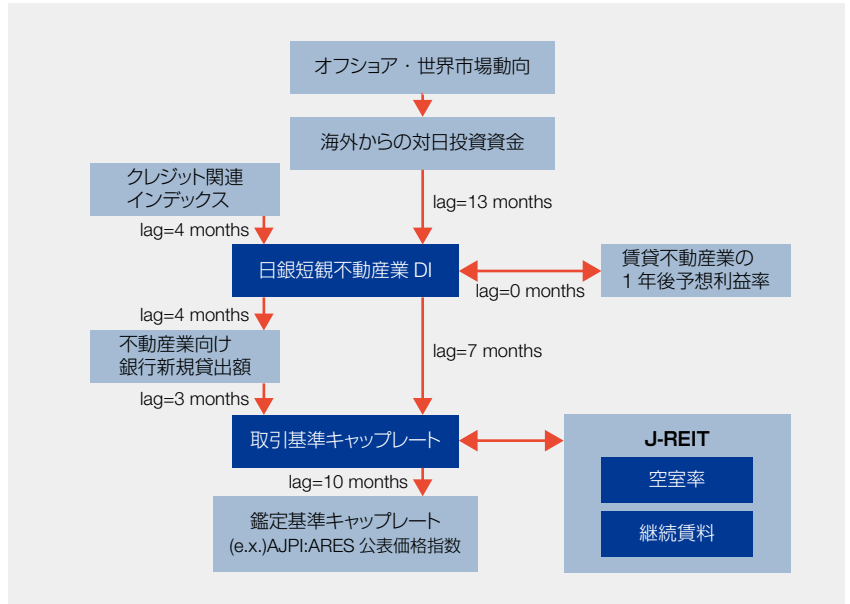 オフショア・世界市場動向
海外からの対日投資資金
クレジット関連
インデックス
lag=13 months
lag=4 months
日銀短観不動産業 DI
賃貸不動産業の
1 年後予想利益率
lag=0 months
lag=4 months
不動産業向け
銀行新規貸出額
lag=7 months
lag=3 months
取引基準キャップレート
J-REIT
空室率
継続賃料
lag=10 months
鑑定基準キャップレート
(e.x.)AJPI:ARES 公表価格指数